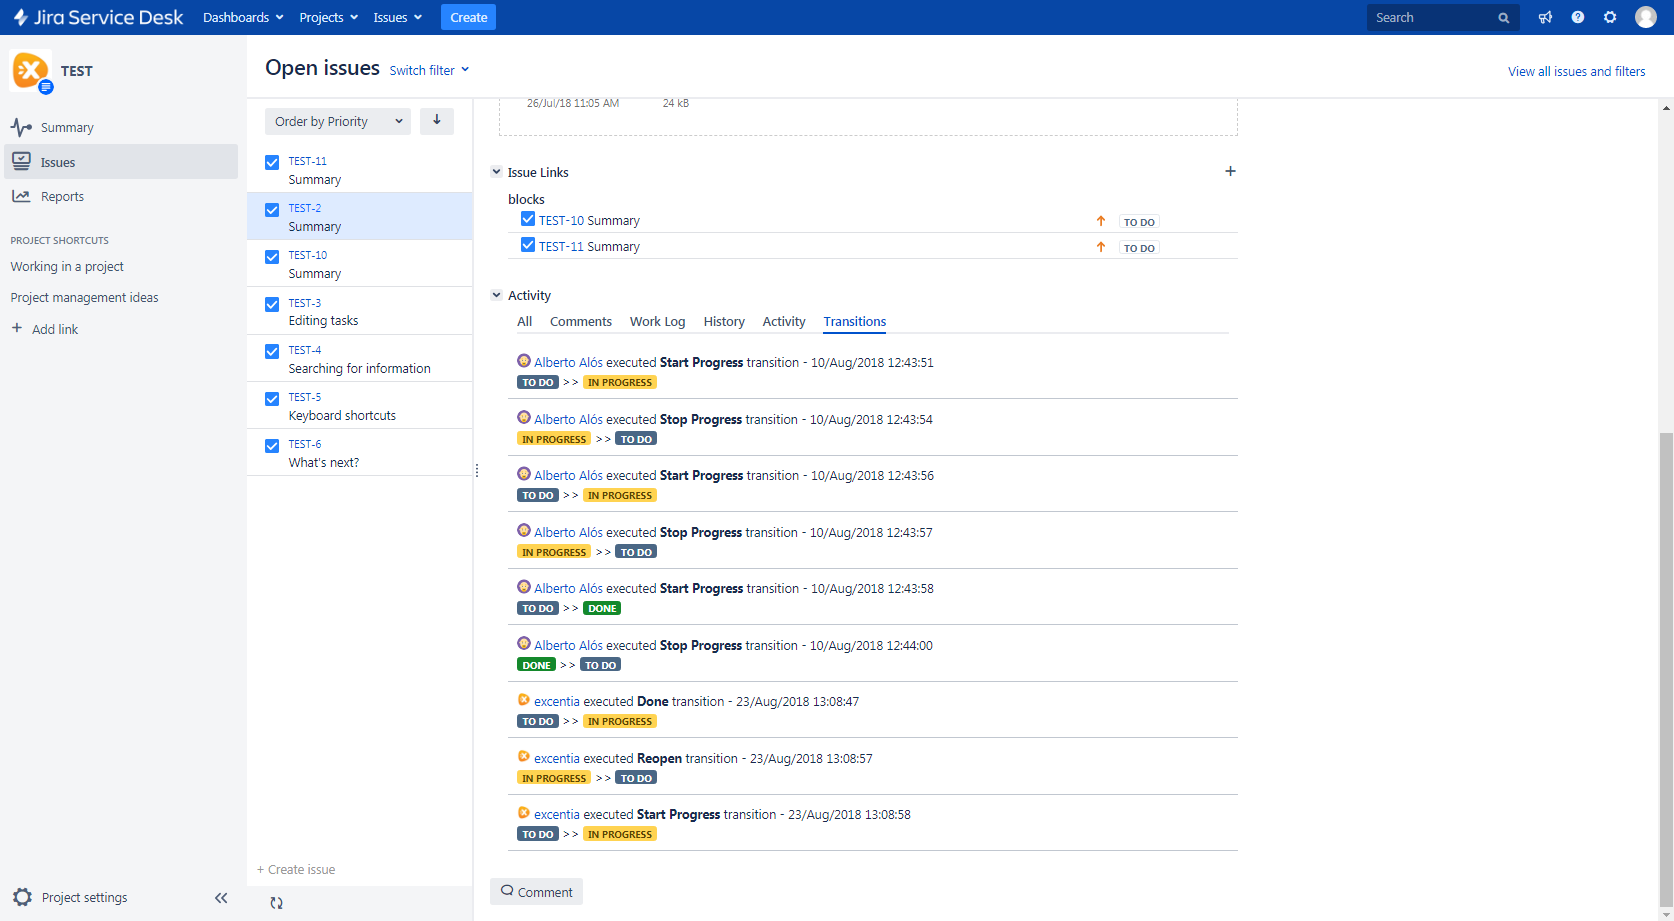 Jira Service Desk Dashboards Projects Issues Create Search
TEST
Summary
Issues
Reports
PROJECT SHORTCUTS
Working in a project
Project management ideas
+ Add link
Project settings
Open issues Switch filter
View all issues and filters
Order by Priority
TEST-11
Summary
TEST-2
Summary
TEST-10
Summary
TEST-3
Editing tasks
TEST-4
Searching for information
TEST-5
Keyboard shortcuts
TEST-6
What's next?
+ Create issue
26/Jul/18 11:05 AM 24 kB
Issue Links
blocks
TEST-10 Summary TO DO
TEST-11 Summary TO DO
Activity
All Comments Work Log History Activity Transitions
Alberto Alós executed Start Progress transition - 10/Aug/2018 12:43:51
TO DO >> IN PROGRESS
Alberto Alós executed Stop Progress transition - 10/Aug/2018 12:43:54
IN PROGRESS >> TO DO
Alberto Alós executed Start Progress transition - 10/Aug/2018 12:43:56
TO DO >> IN PROGRESS
Alberto Alós executed Stop Progress transition - 10/Aug/2018 12:43:57
IN PROGRESS >> TO DO
Alberto Alós executed Start Progress transition - 10/Aug/2018 12:43:58
TO DO >> DONE
Alberto Alós executed Stop Progress transition - 10/Aug/2018 12:44:00
DONE >> TO DO
excentia executed Done transition - 23/Aug/2018 13:08:47
TO DO >> IN PROGRESS
excentia executed Reopen transition - 23/Aug/2018 13:08:57
IN PROGRESS >> TO DO
excentia executed Start Progress transition - 23/Aug/2018 13:08:58
TO DO >> IN PROGRESS
Comment